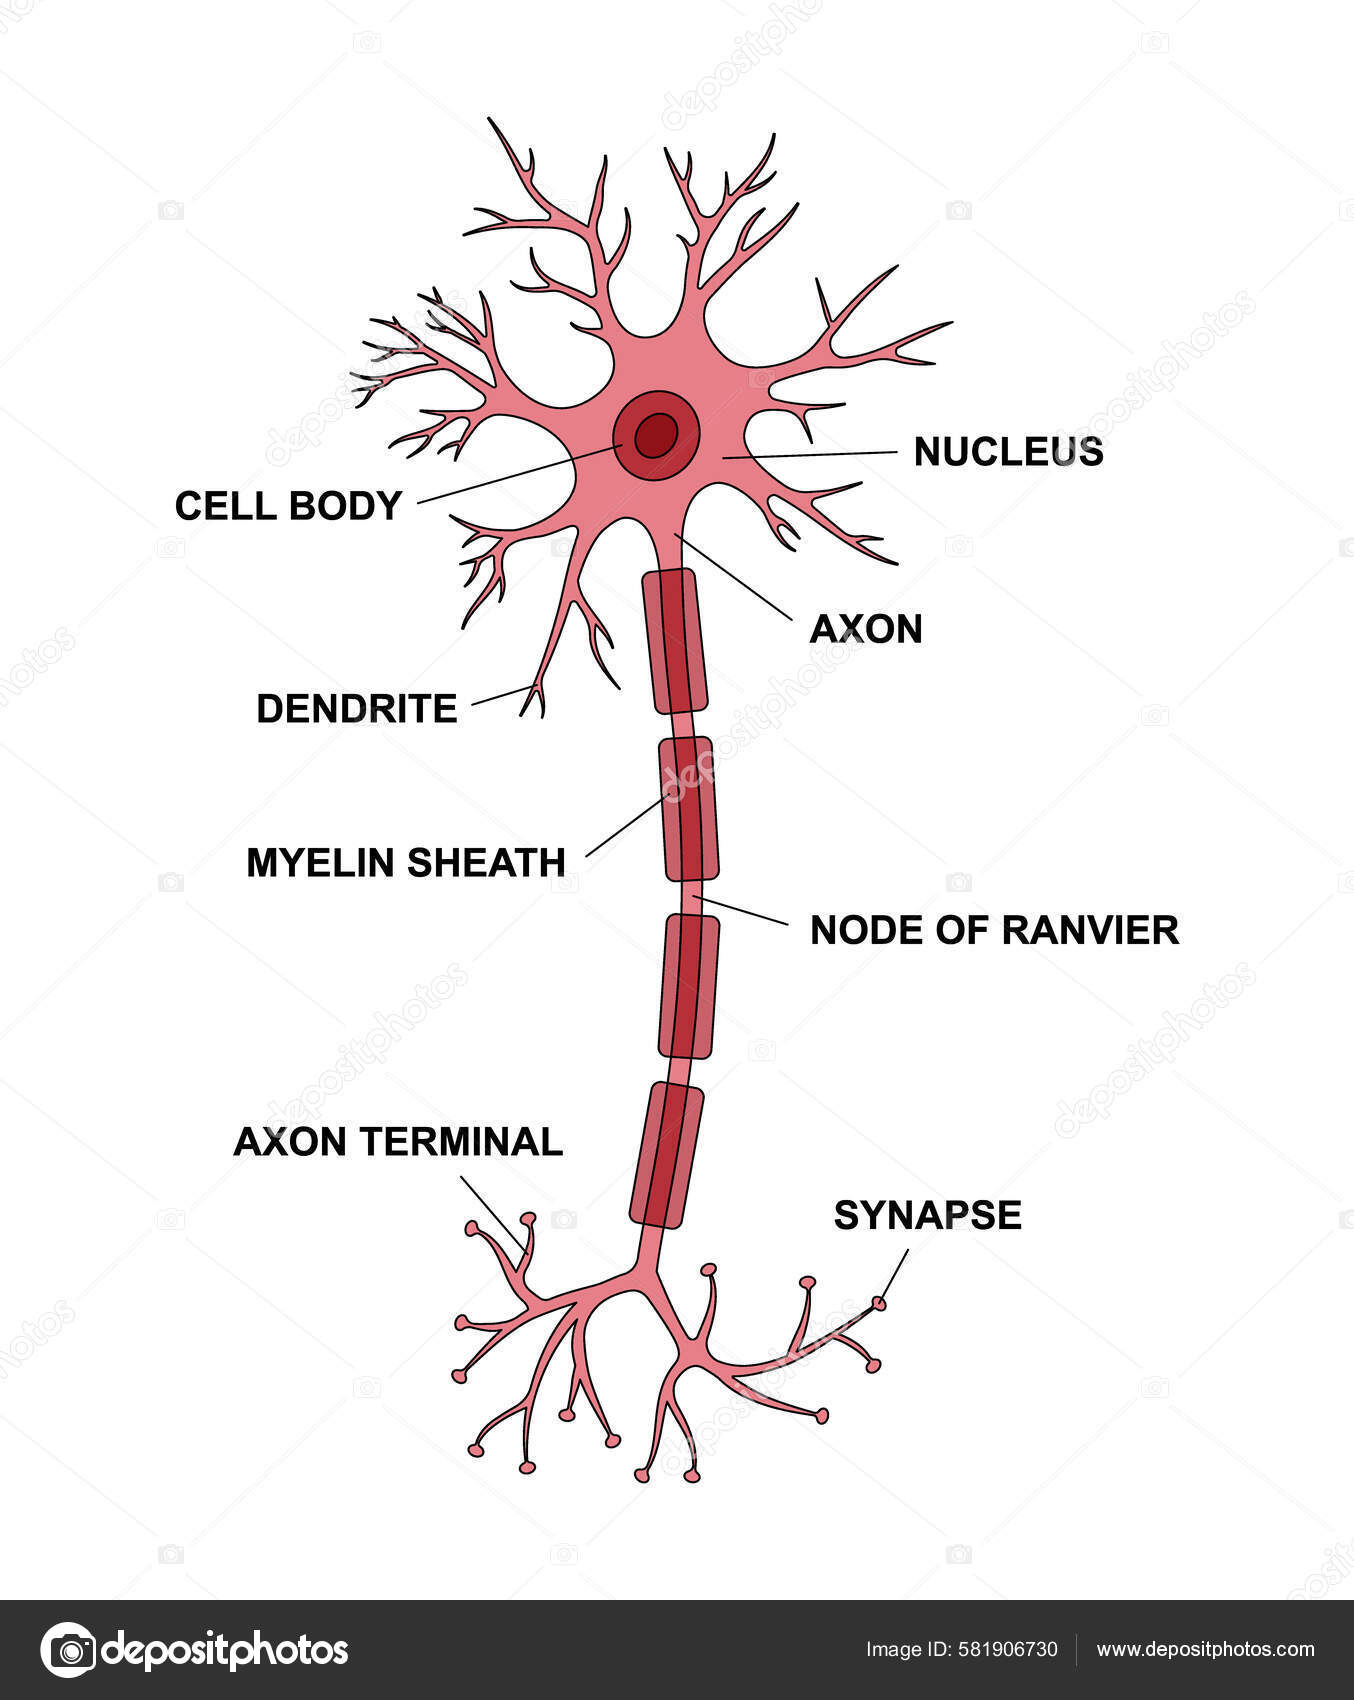 NUCLEUS
CELL BODY
AXON
DENDRITE
MYELIN SHEATH
NODE OF RANVIER
AXON TERMINAL
SYNAPSE
depositphotos
Image ID: 581906730
www.depositphotos.com